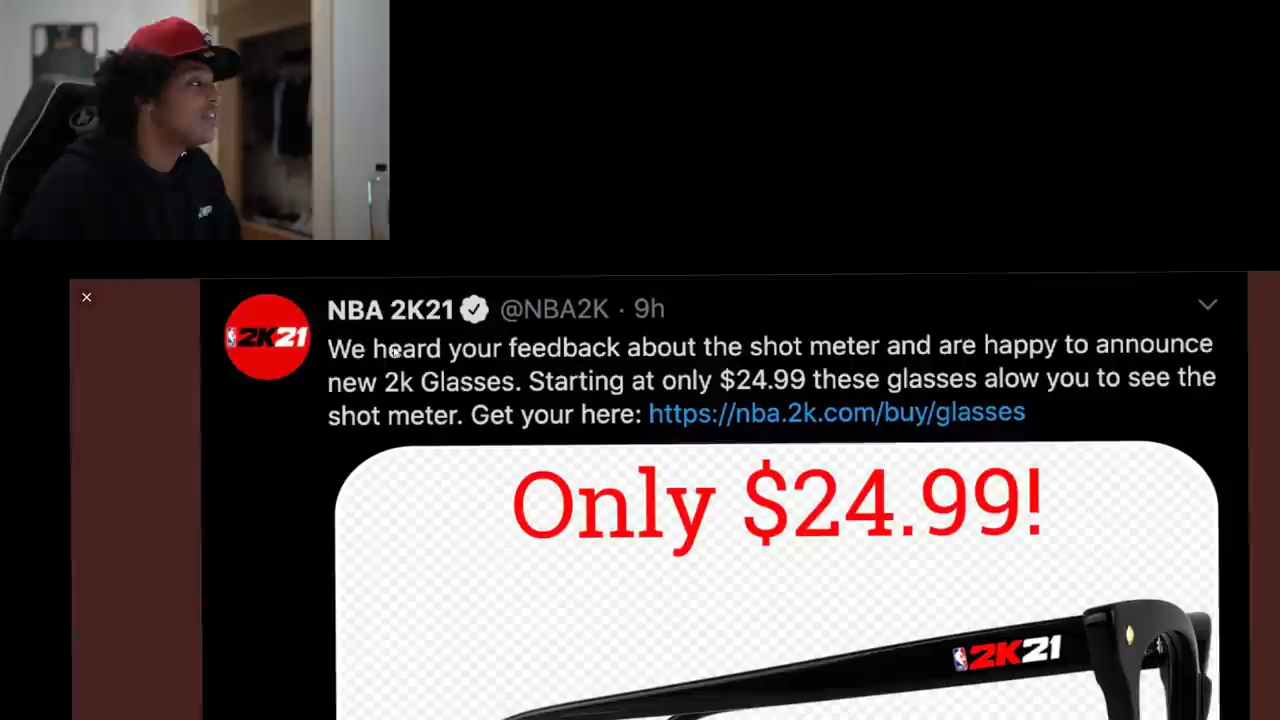 NBA 2K21 @NBA2K · 9h
2K21
We heard your feedback about the shot meter and are happy to announce
new 2k Glasses. Starting at only $24.99 these glasses alow you to see the
shot meter. Get your here: https://nba.2k.com/buy/glasses
Only $24.99!
2K21